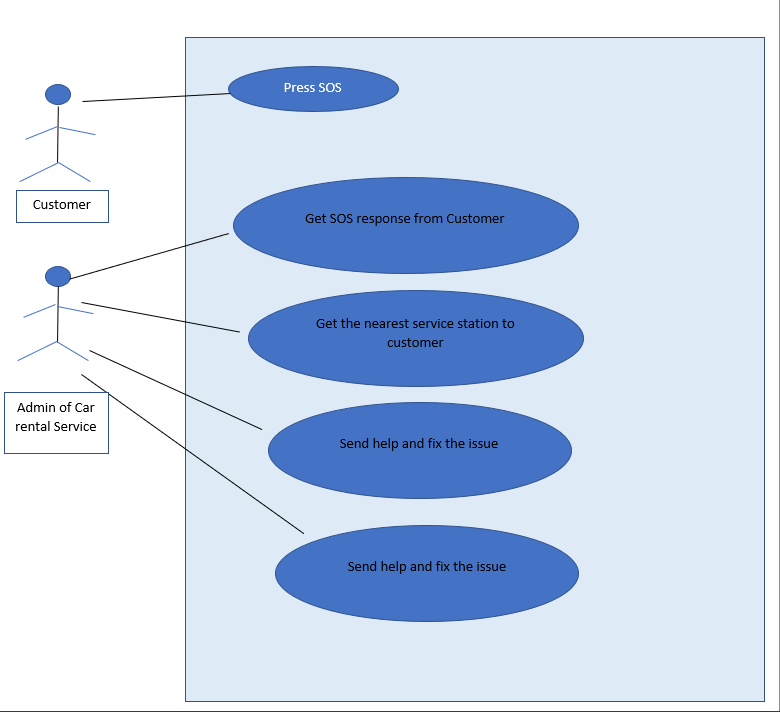 Press SOS
Customer
Get SOS response from Customer
Get the nearest service station to
customer
Admin of Car
rental Service
Send help and fix the issue
Send help and fix the issue